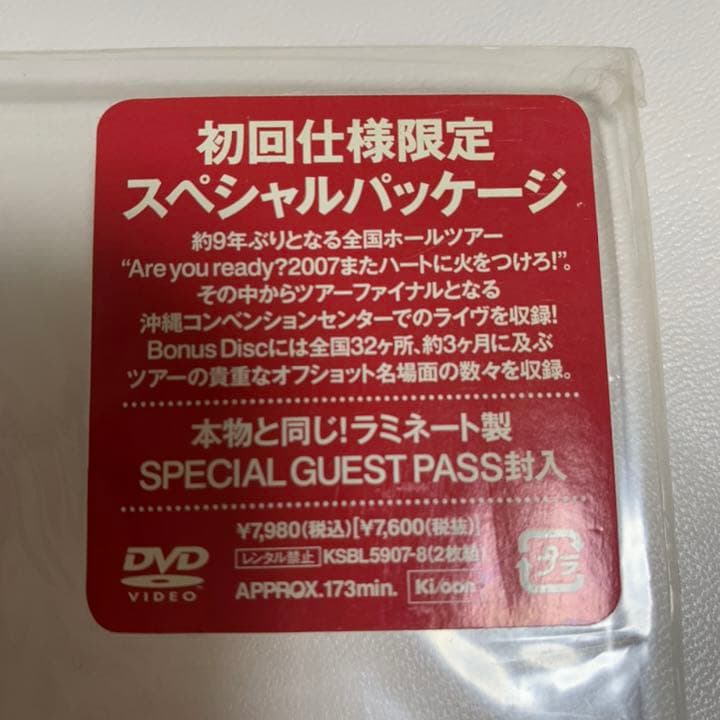 初回仕様限定
スペシャルパッケージ
約9年ぶりとなる全国ホールツアー
“Are you ready?2007またハートに火をつけろ!”。
その中からツアーファイナルとなる
沖縄コンベンションセンターでのライヴを収録!
Bonus Discには全国32ヶ所、約3ヶ月に及ぶ
ツアーの貴重なオフショット名場面の数々を収録。
本物と同じ!ラミネート製
SPECIAL GUEST PASS封入
¥7,980(税込)[¥7,600(税抜)]
レンタル禁止 KSBL5907-8(2枚組)
APPROX.173min. Ki/oon
DVD
VIDEO
プラ